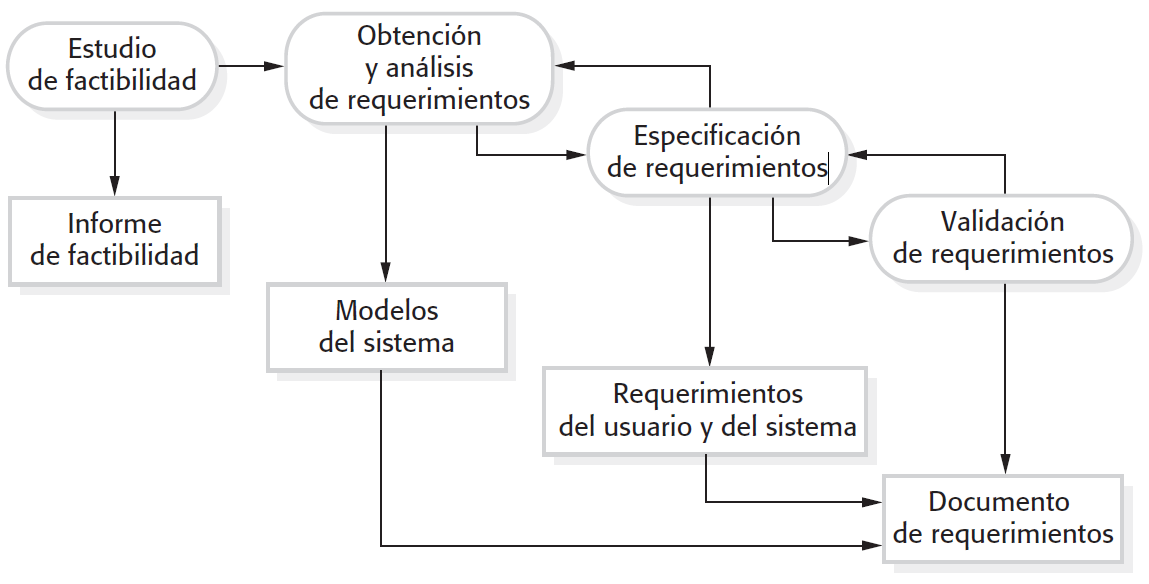 Estudio
de factibilidad
Obtención
y análisis
de requerimientos
Especificación
de requerimientos
Validación
de requerimientos
Informe
de factibilidad
Modelos
del sistema
Requerimientos
del usuario y del sistema
Documento
de requerimientos